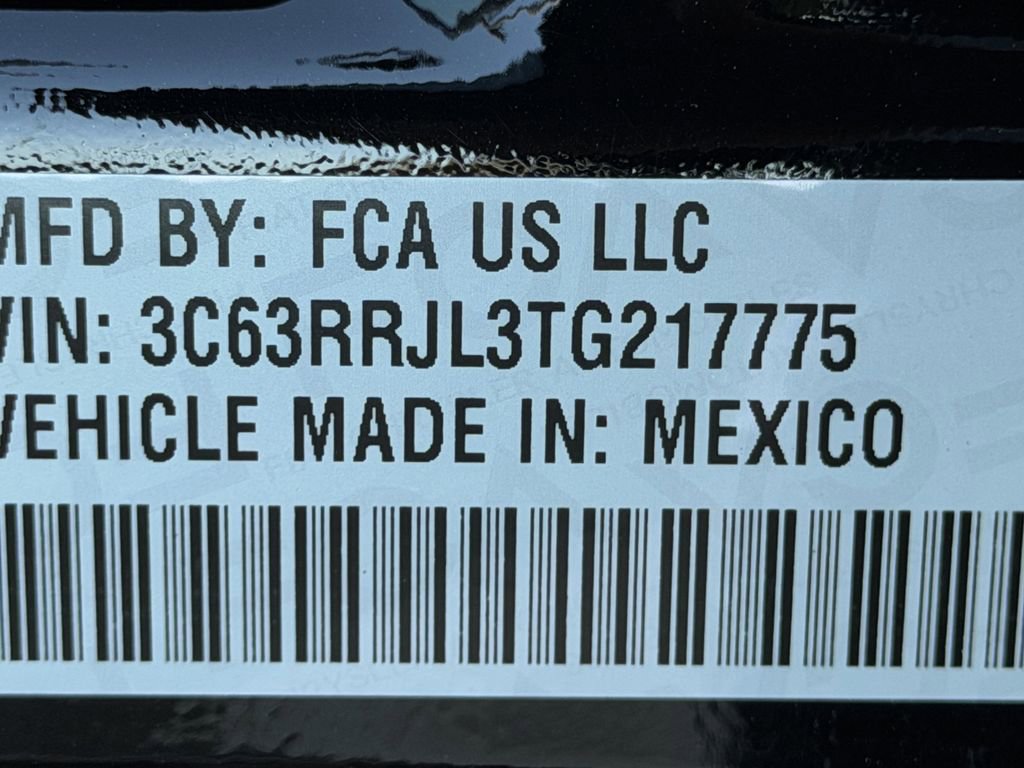 MFD BY: FCA US LLC
VIN: 3C63RRJL3TG217775
VEHICLE MADE IN: MEXICO